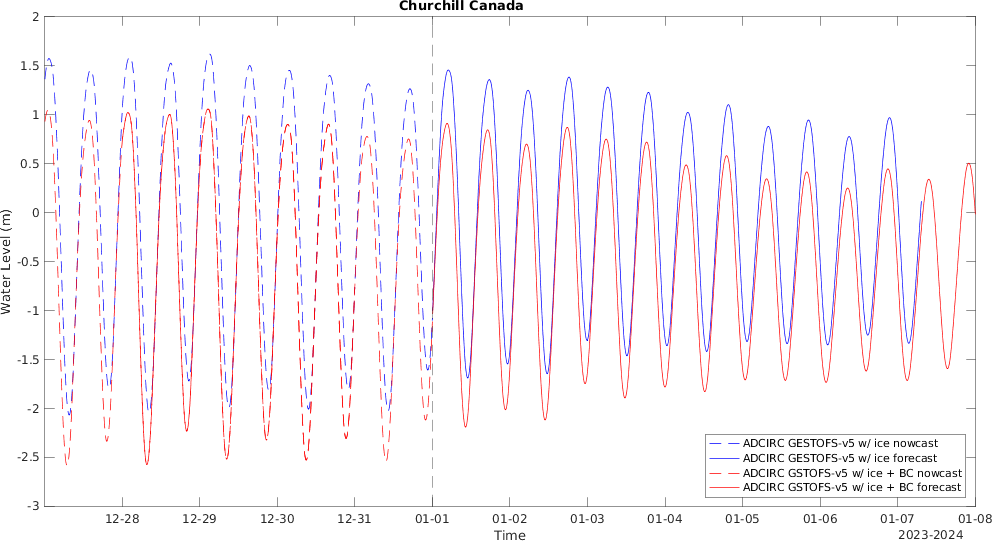 Churchill Canada
2
1.5
1
0.5
0
-0.5
-1
-1.5
-2
-2.5
-3
Water Level (m)
ADCIRC GESTOFS-v5 w/ ice nowcast
ADCIRC GESTOFS-v5 w/ ice forecast
ADCIRC GSTOFS-v5 w/ ice + BC nowcast
ADCIRC GSTOFS-v5 w/ ice + BC forecast
12-28 12-29 12-30 12-31 01-01 01-02 01-03 01-04 01-05 01-06 01-07 01-08
Time
2023-2024